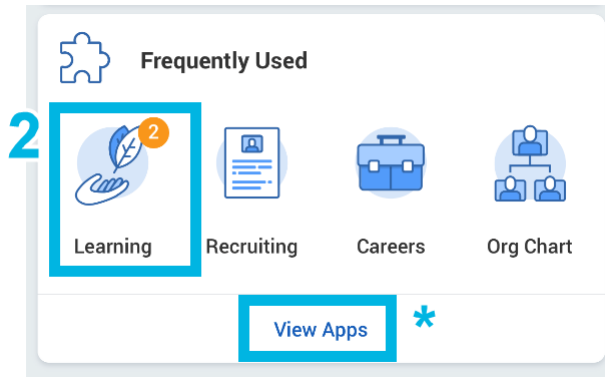 Frequently Used
2
2
Learning
Recruiting
Careers
Org Chart
View Apps
*